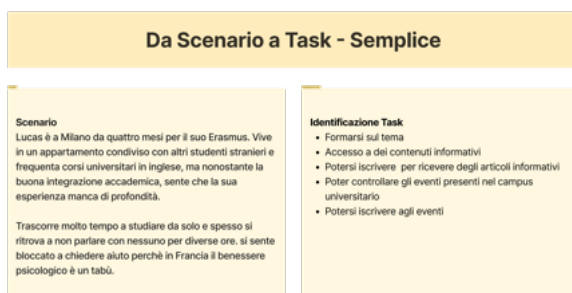 Da Scenario a Task - Semplice
Scenario
Lucas è a Milano da quattro mesi per il suo Erasmus. Vive
in un appartamento condiviso con altri studenti stranieri e
frequenta corsi universitari in inglese, ma nonostante la
buona integrazione accademica, sente che la sua
esperienza manca di profondità.
Trascorre molto tempo a studiare da solo e spesso si
ritrova a non parlare con nessuno per diverse ore. si sente
bloccato a chiedere aiuto perchè in Francia il benessere
psicologico è un tabù.
Identificazione Task
• Formarsi sul tema
• Accesso a dei contenuti informativi
• Potersi iscrivere per ricevere degli articoli informativi
• Poter controllare gli eventi presenti nel campus
universitario
• Potersi iscrivere agli eventi